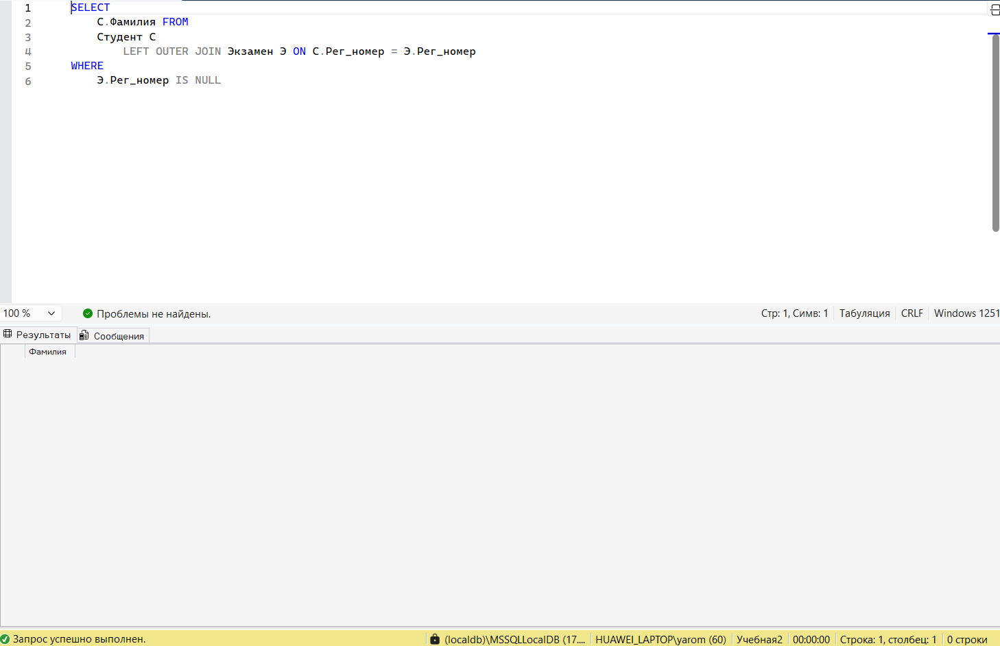 1 SELECT
2 С.Фамилия FROM
3 Студент С
4 LEFT OUTER JOIN Экзамен Э ON С.Рег_номер = Э.Рег_номер
5 WHERE
6 Э.Рег_номер IS NULL
100 % Проблемы не найдены. Стр: 1, Симв: 1 Табуляция CRLF Windows 1251
Результаты Сообщения
Фамилия
Запрос успешно выполнен. (localdb)\MSSQLLocalDB (17.... HUAWEI_LAPTOP\yarom (60) Учебная2 00:00:00 Строка: 1, столбец: 1 0 строки